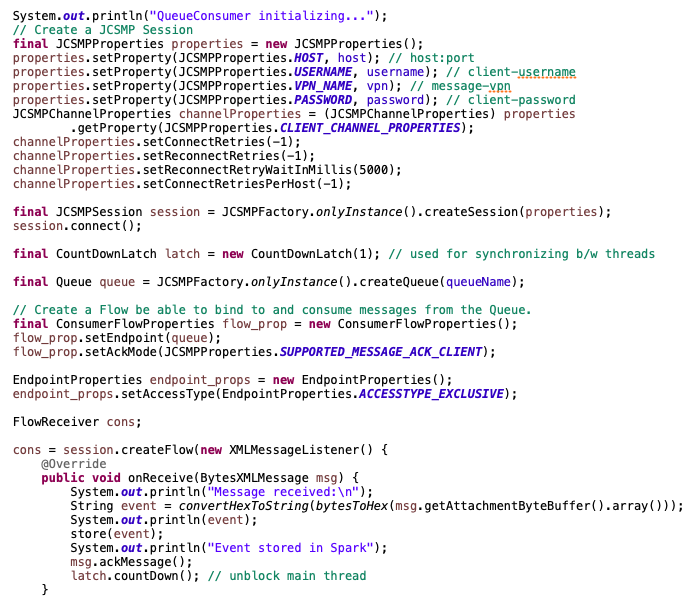 System.out.println("QueueConsumer initializing...");
// Create a JCSMP Session
final JCSMPProperties properties = new JCSMPProperties();
properties.setProperty(JCSMPProperties.HOST, host); // host:port
properties.setProperty(JCSMPProperties.USERNAME, username); // client-username
properties.setProperty(JCSMPProperties.VPN_NAME, vpn); // message-vpn
properties.setProperty(JCSMPProperties.PASSWORD, password); // client-password
JCSMPChannelProperties channelProperties = (JCSMPChannelProperties) properties
        .getProperty(JCSMPProperties.CLIENT_CHANNEL_PROPERTIES);
channelProperties.setConnectRetries(-1);
channelProperties.setReconnectRetries(-1);
channelProperties.setReconnectRetryWaitInMillis(5000);
channelProperties.setConnectRetriesPerHost(-1);

final JCSMPSession session = JCSMPFactory.onlyInstance().createSession(properties);
session.connect();

final CountDownLatch latch = new CountDownLatch(1); // used for synchronizing b/w threads

final Queue queue = JCSMPFactory.onlyInstance().createQueue(queueName);

// Create a Flow be able to bind to and consume messages from the Queue.
final ConsumerFlowProperties flow_prop = new ConsumerFlowProperties();
flow_prop.setEndpoint(queue);
flow_prop.setAckMode(JCSMPProperties.SUPPORTED_MESSAGE_ACK_CLIENT);

EndpointProperties endpoint_props = new EndpointProperties();
endpoint_props.setAccessType(EndpointProperties.ACCESSTYPE_EXCLUSIVE);

FlowReceiver cons;

cons = session.createFlow(new XMLMessageListener() {
    @Override
    public void onReceive(BytesXMLMessage msg) {
        System.out.println("Message received:\n");
        String event = convertHexToString(bytesToHex(msg.getAttachmentByteBuffer().array()));
        System.out.println(event);
        store(event);
        System.out.println("Event stored in Spark");
        msg.ackMessage();
        latch.countDown(); // unblock main thread
    }